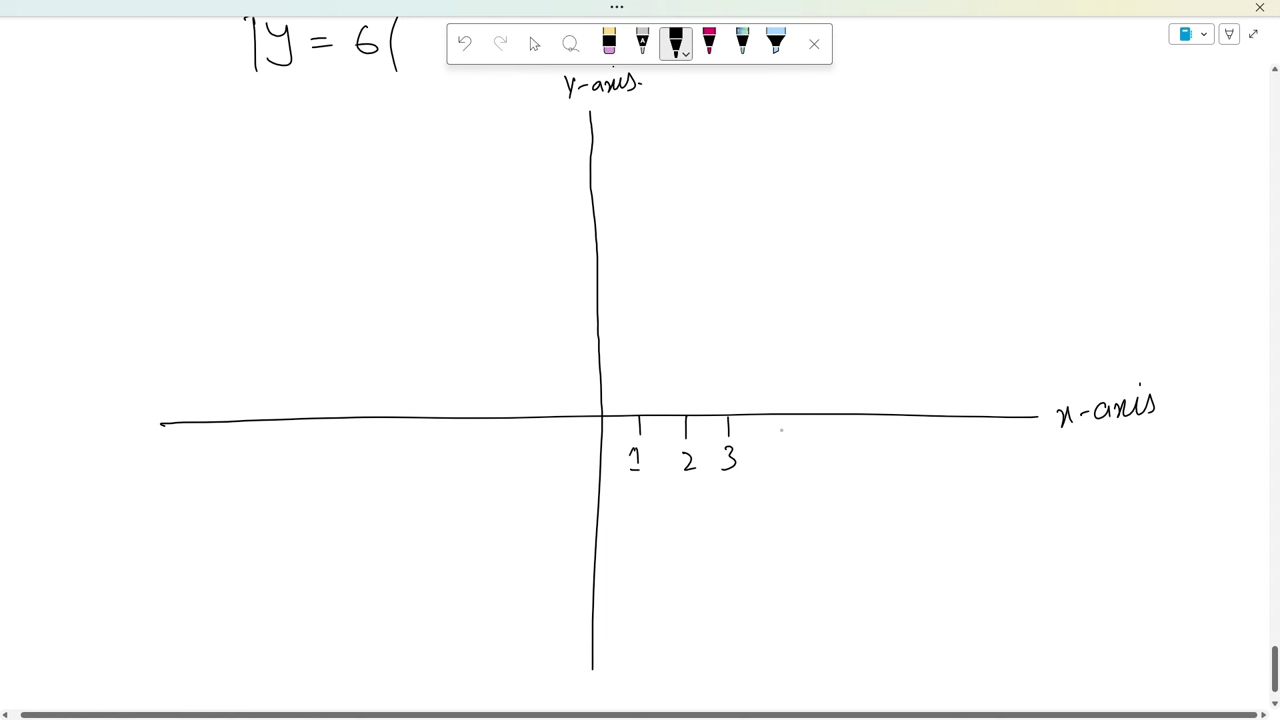 |y = 6|
y-axis.
x-axis
1 2 3